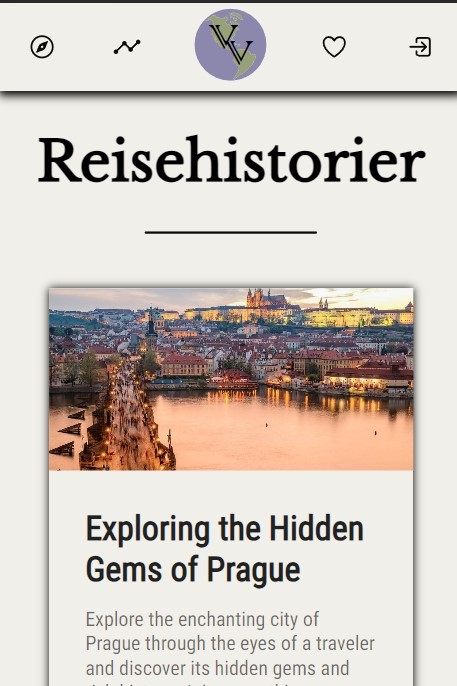 VV
Reisehistorier
Exploring the Hidden
Gems of Prague
Explore the enchanting city of
Prague through the eyes of a traveler
and discover its hidden gems and